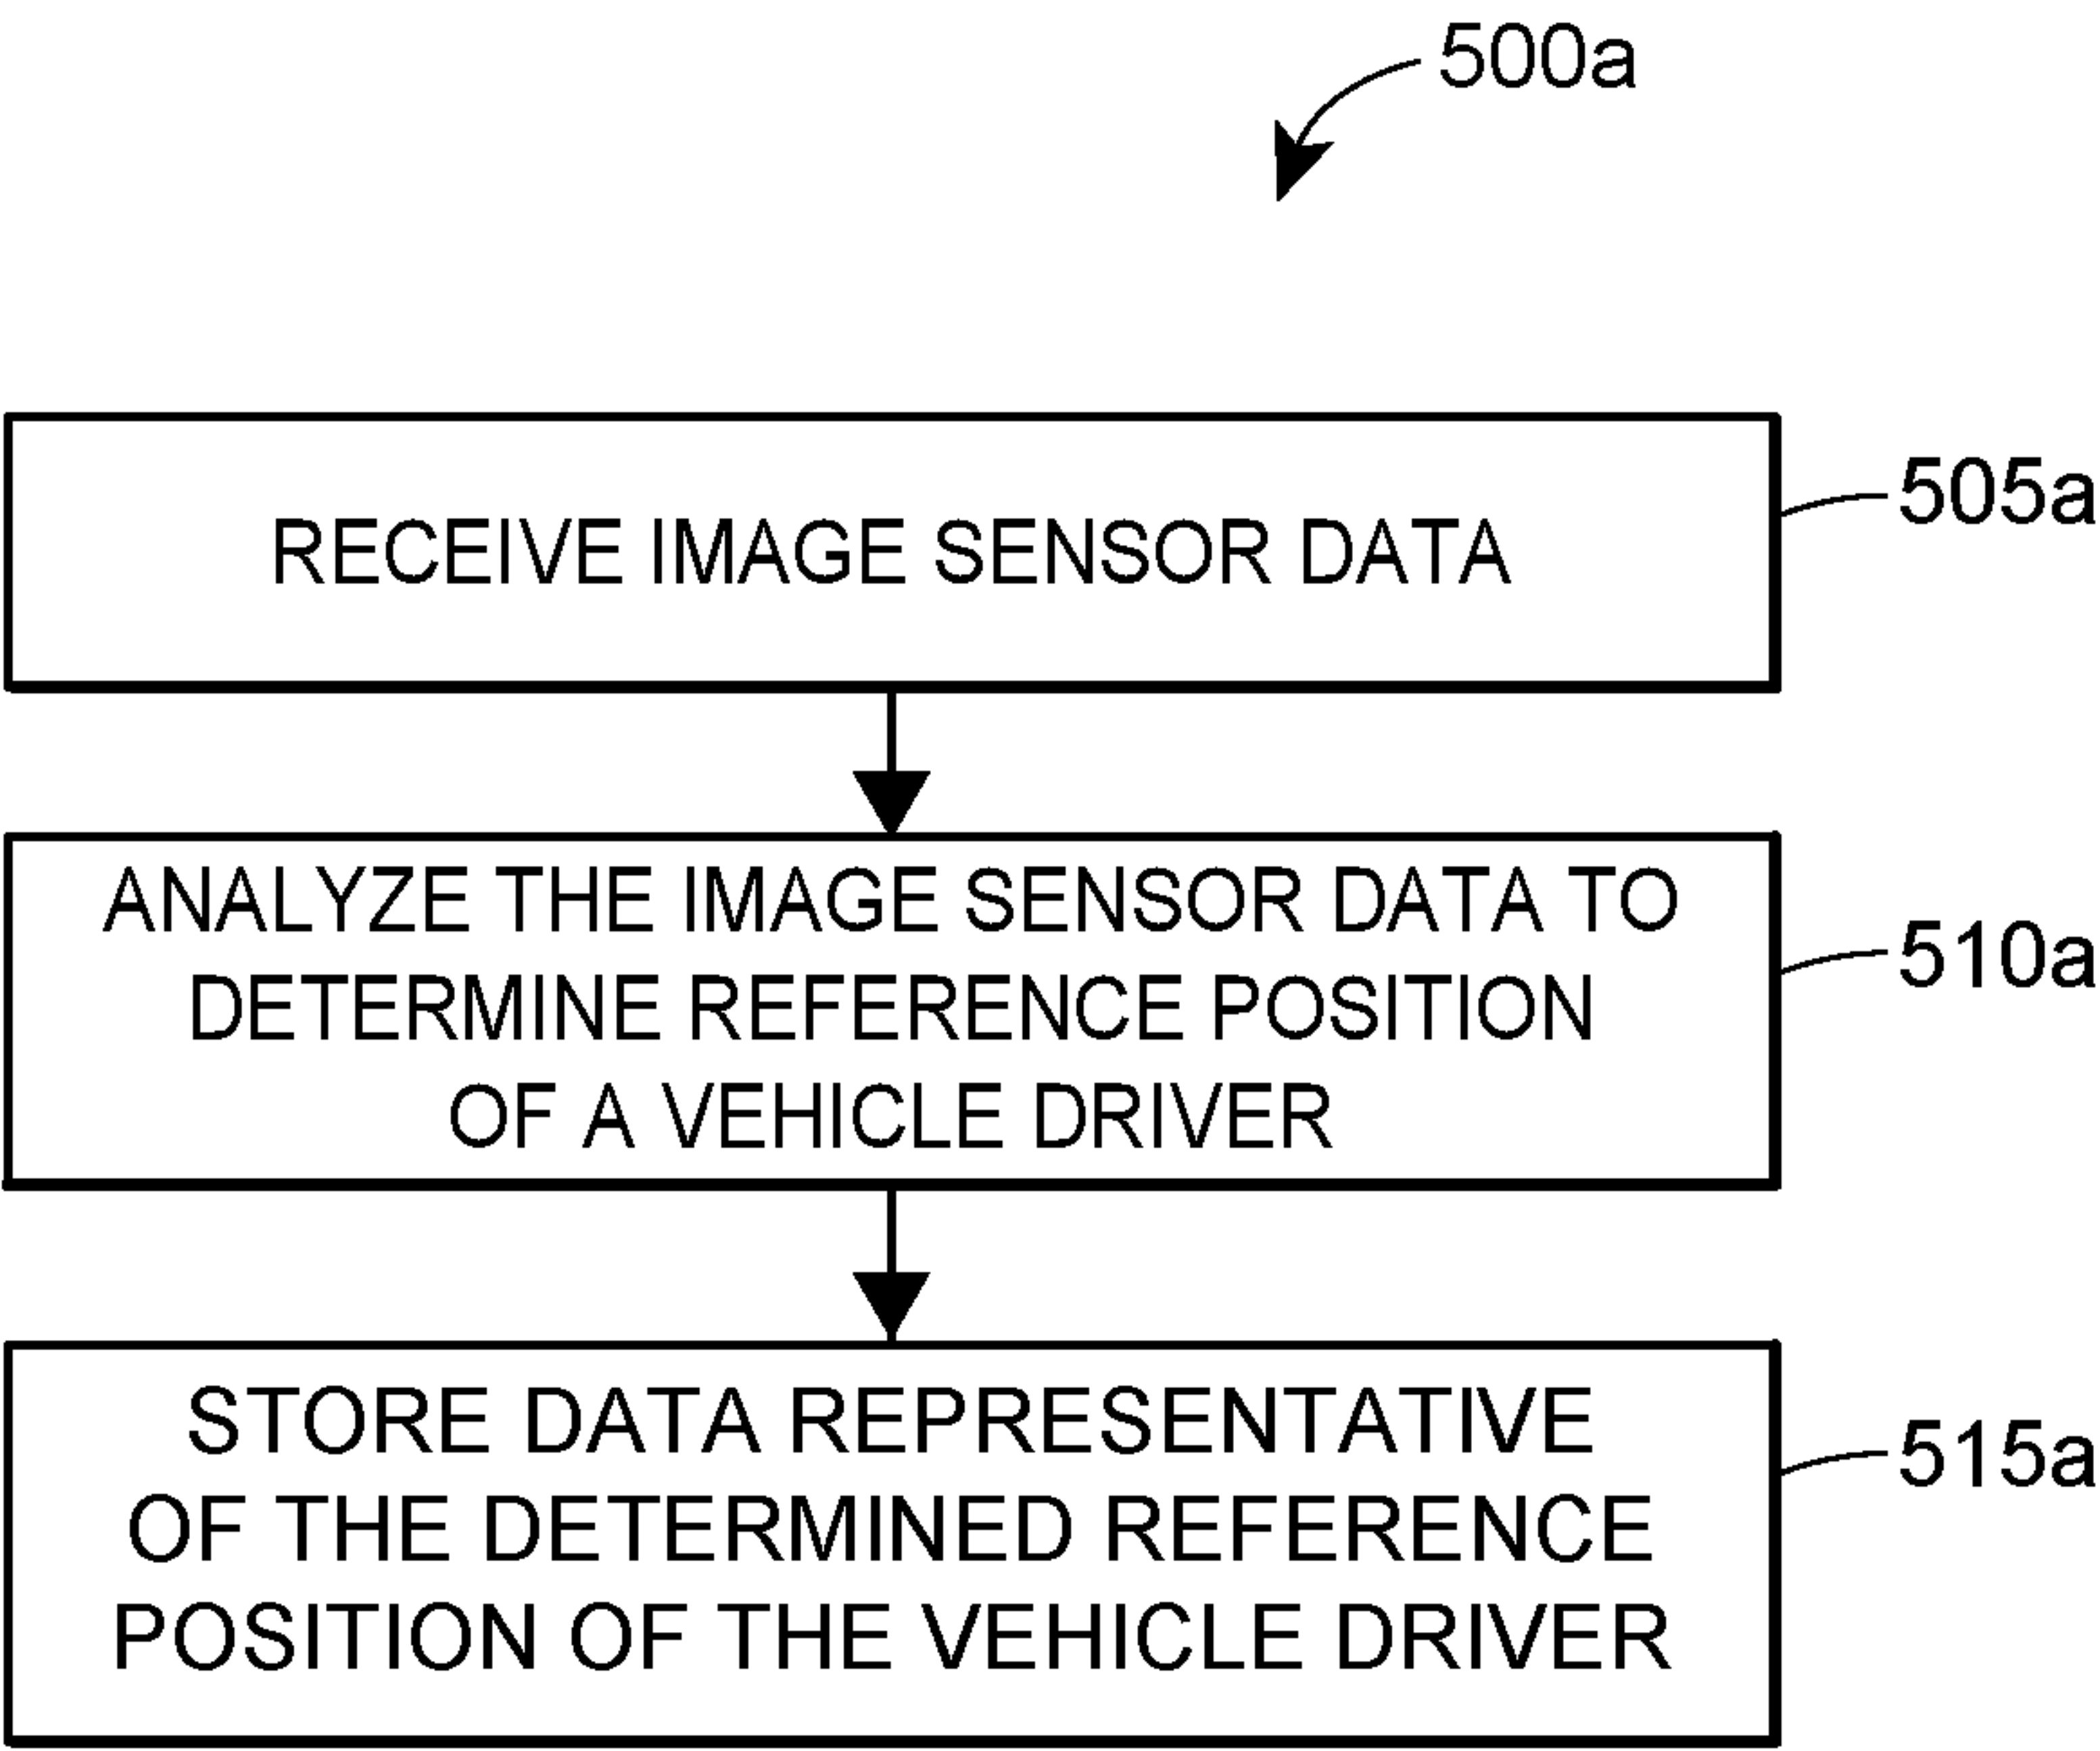 500a
RECEIVE IMAGE SENSOR DATA
505a
ANALYZE THE IMAGE SENSOR DATA TO
DETERMINE REFERENCE POSITION
OF A VEHICLE DRIVER
510a
STORE DATA REPRESENTATIVE
OF THE DETERMINED REFERENCE
POSITION OF THE VEHICLE DRIVER
515a